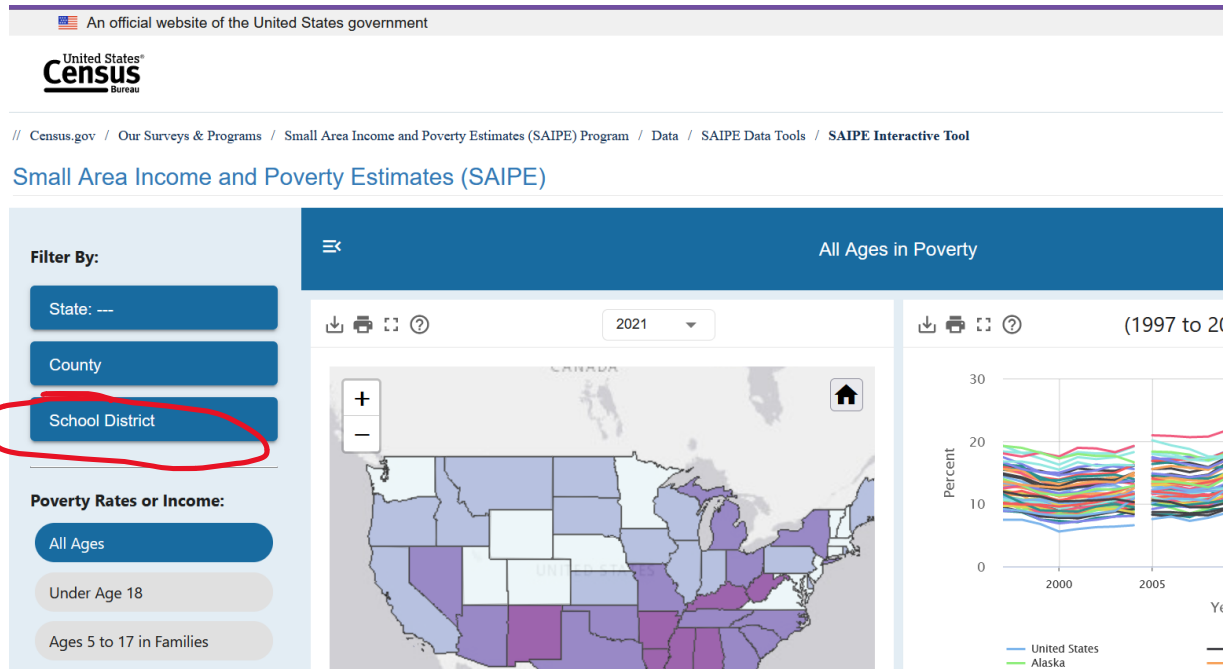 An official website of the United States government
United States®
Census
Bureau
// Census.gov / Our Surveys & Programs / Small Area Income and Poverty Estimates (SAIPE) Program / Data / SAIPE Data Tools / SAIPE Interactive Tool
Small Area Income and Poverty Estimates (SAIPE)
Filter By:
State: ---
County
School District
Poverty Rates or Income:
All Ages
Under Age 18
Ages 5 to 17 in Families
All Ages in Poverty
2021
+
−
CANADA
UNITED STATES
(1997 to 20
30
20
10
0
Percent
2000
2005
Ye
United States
Alaska